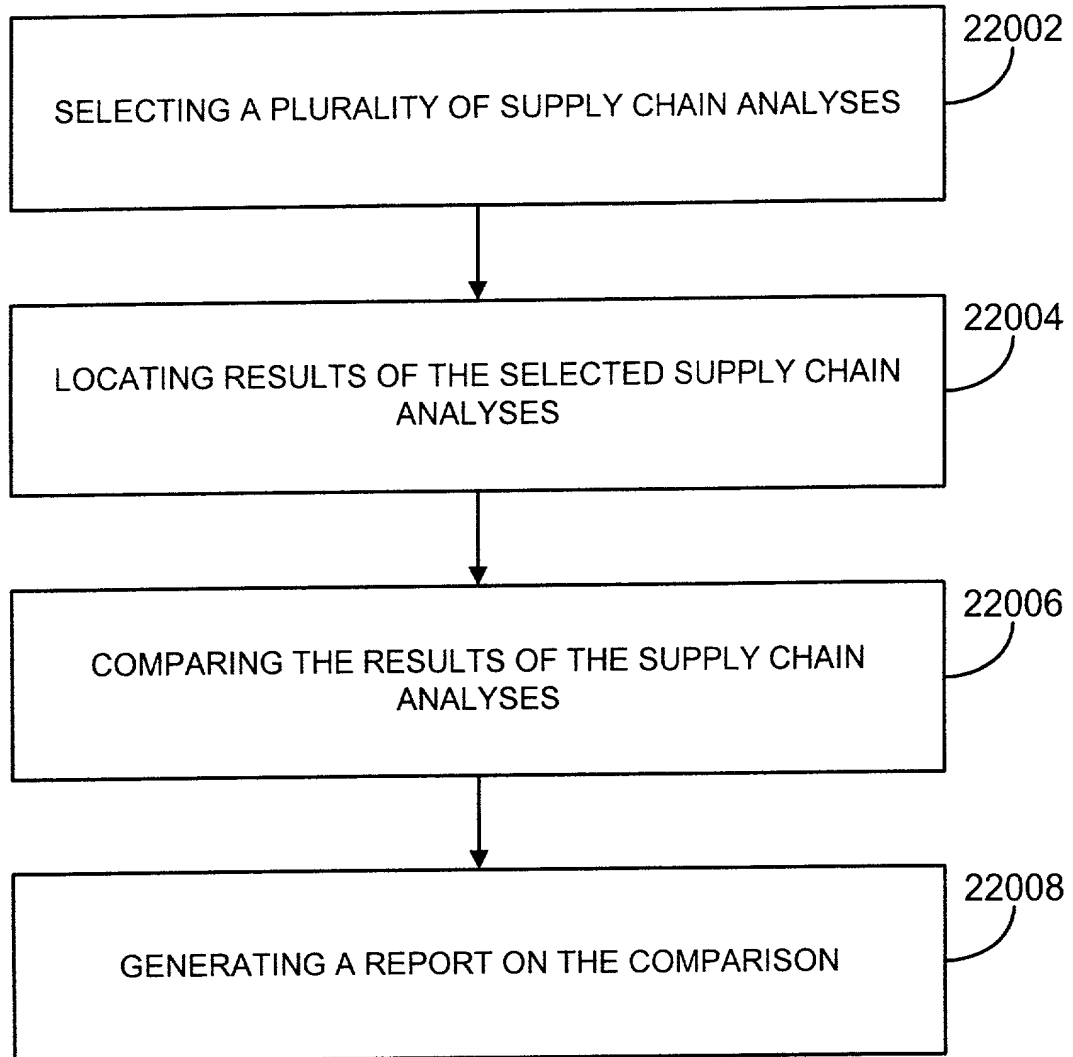 22002
SELECTING A PLURALITY OF SUPPLY CHAIN ANALYSES
22004
LOCATING RESULTS OF THE SELECTED SUPPLY CHAIN
ANALYSES
22006
COMPARING THE RESULTS OF THE SUPPLY CHAIN
ANALYSES
22008
GENERATING A REPORT ON THE COMPARISON